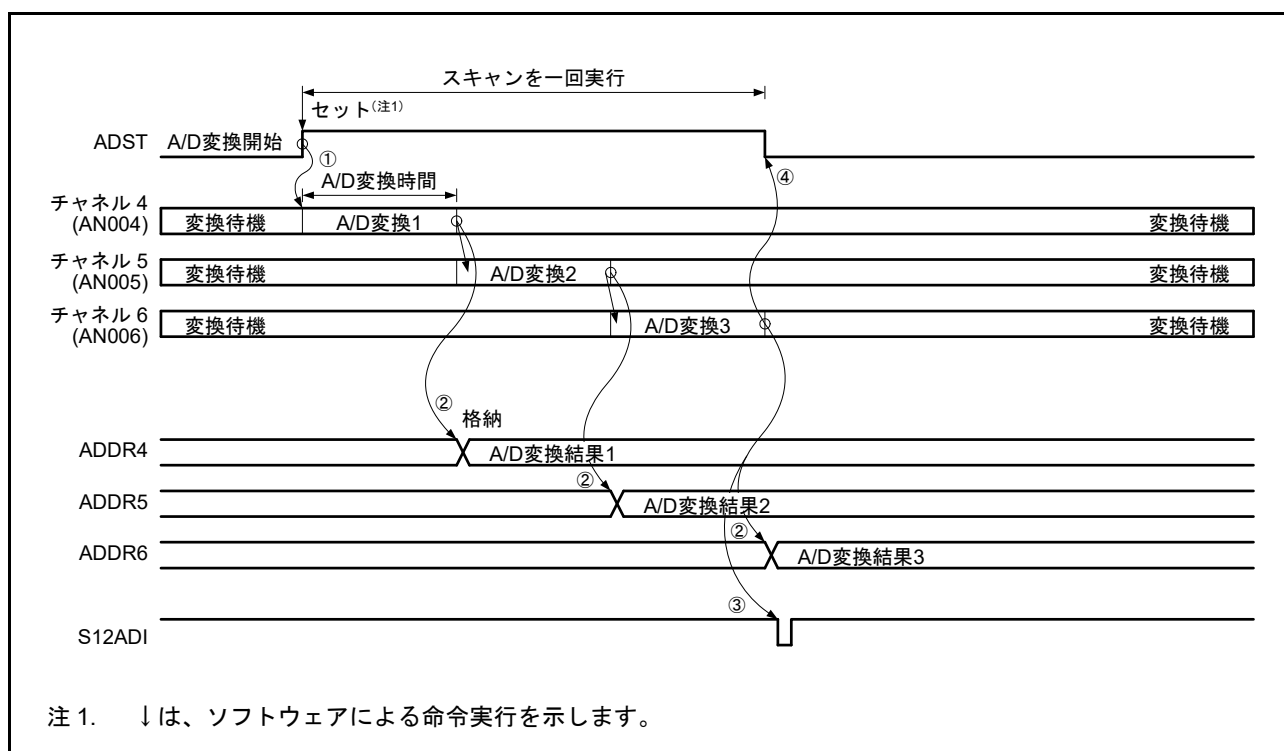 スキャンを一回実行
セット(注1)
ADST A/D変換開始
①
A/D変換時間
④
チャネル 4
(AN004)
変換待機 A/D変換1 変換待機
チャネル 5
(AN005)
変換待機 A/D変換2 変換待機
チャネル 6
(AN006)
変換待機 A/D変換3 変換待機
② 格納
ADDR4 A/D変換結果1
②
ADDR5 A/D変換結果2
②
ADDR6 A/D変換結果3
③
S12ADI
注 1. ↓は、ソフトウェアによる命令実行を示します。